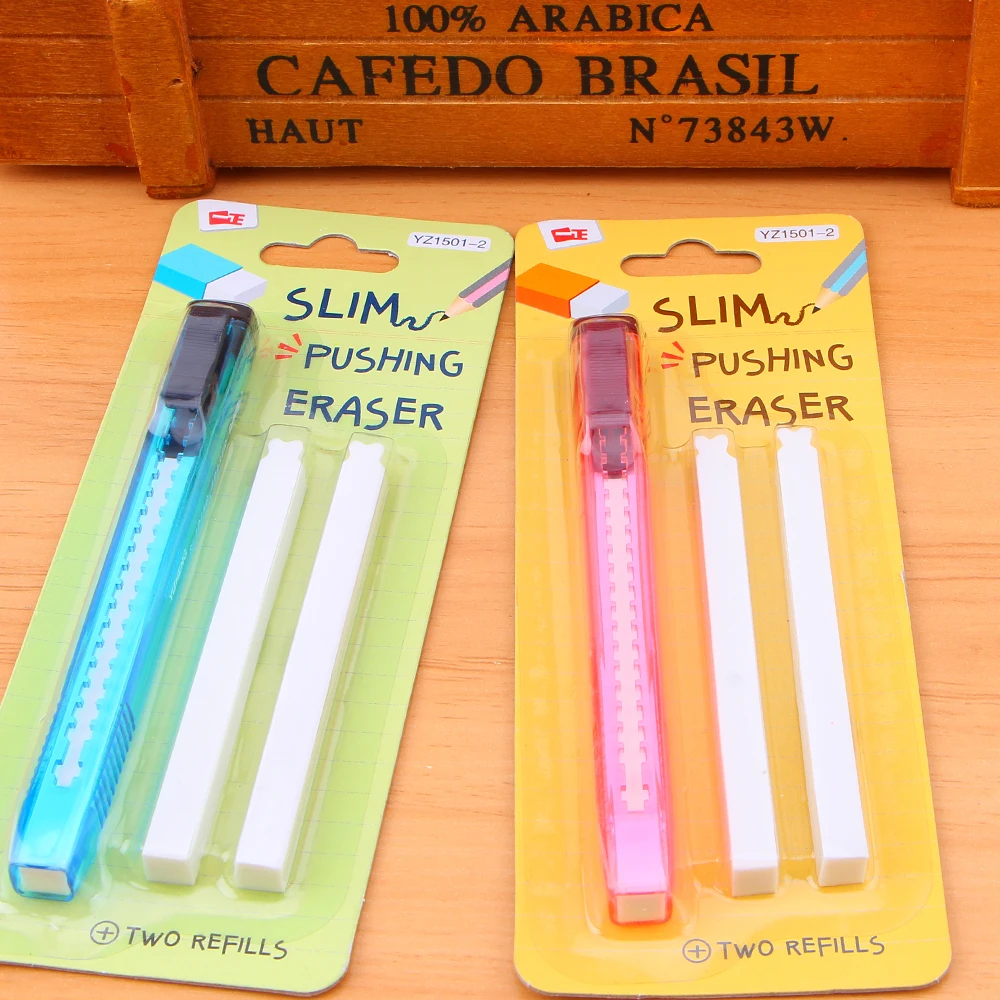 100% ARABICA
CAFEDO BRASIL
HAUT N°73843W.
YZ1501-2
SLIM
PUSHING
ERASER
+ TWO REFILLS
YZ1501-2
SLIM
PUSHING
ERASER
+ TWO REFILLS